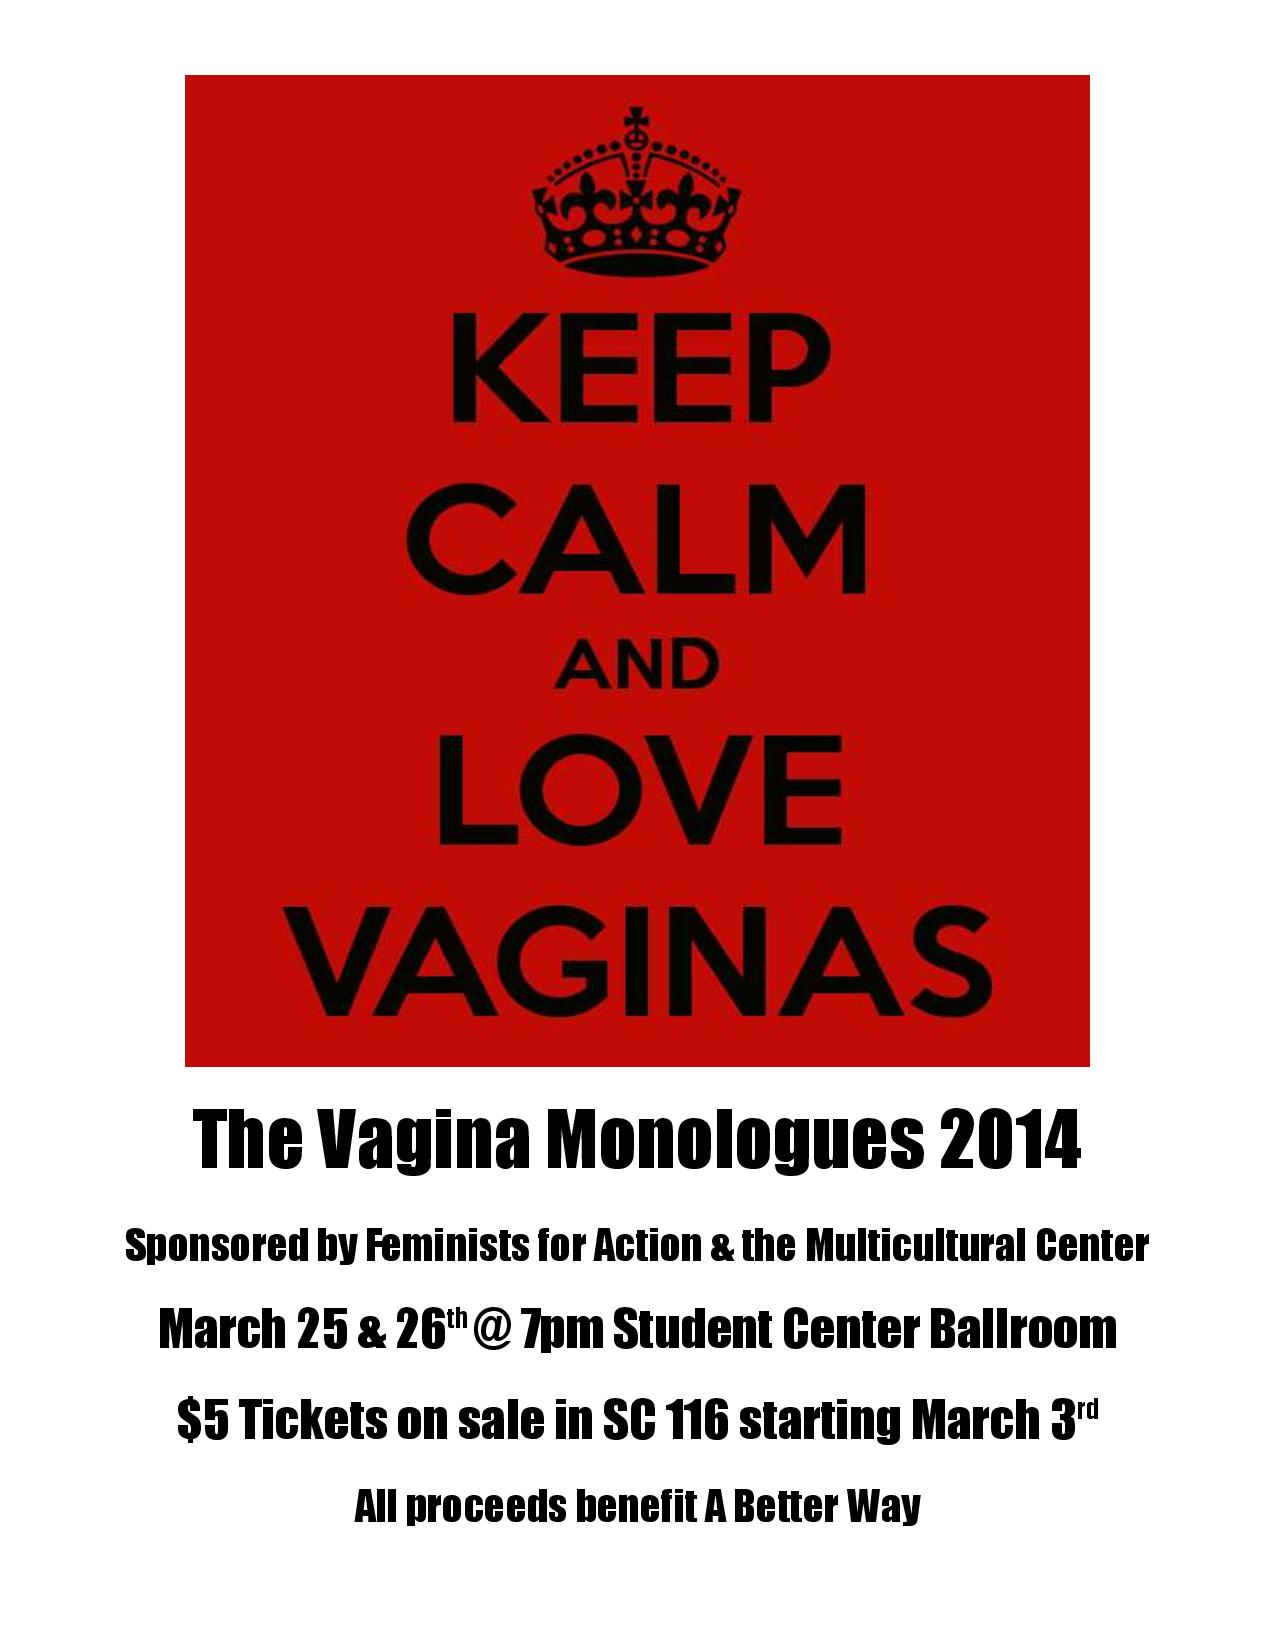 KEEP
CALM
AND
LOVE
VAGINAS
The Vagina Monologues 2014
Sponsored by Feminists for Action & the Multicultural Center
March 25 & 26th @ 7pm Student Center Ballroom
$5 Tickets on sale in SC 116 starting March 3rd
All proceeds benefit A Better Way